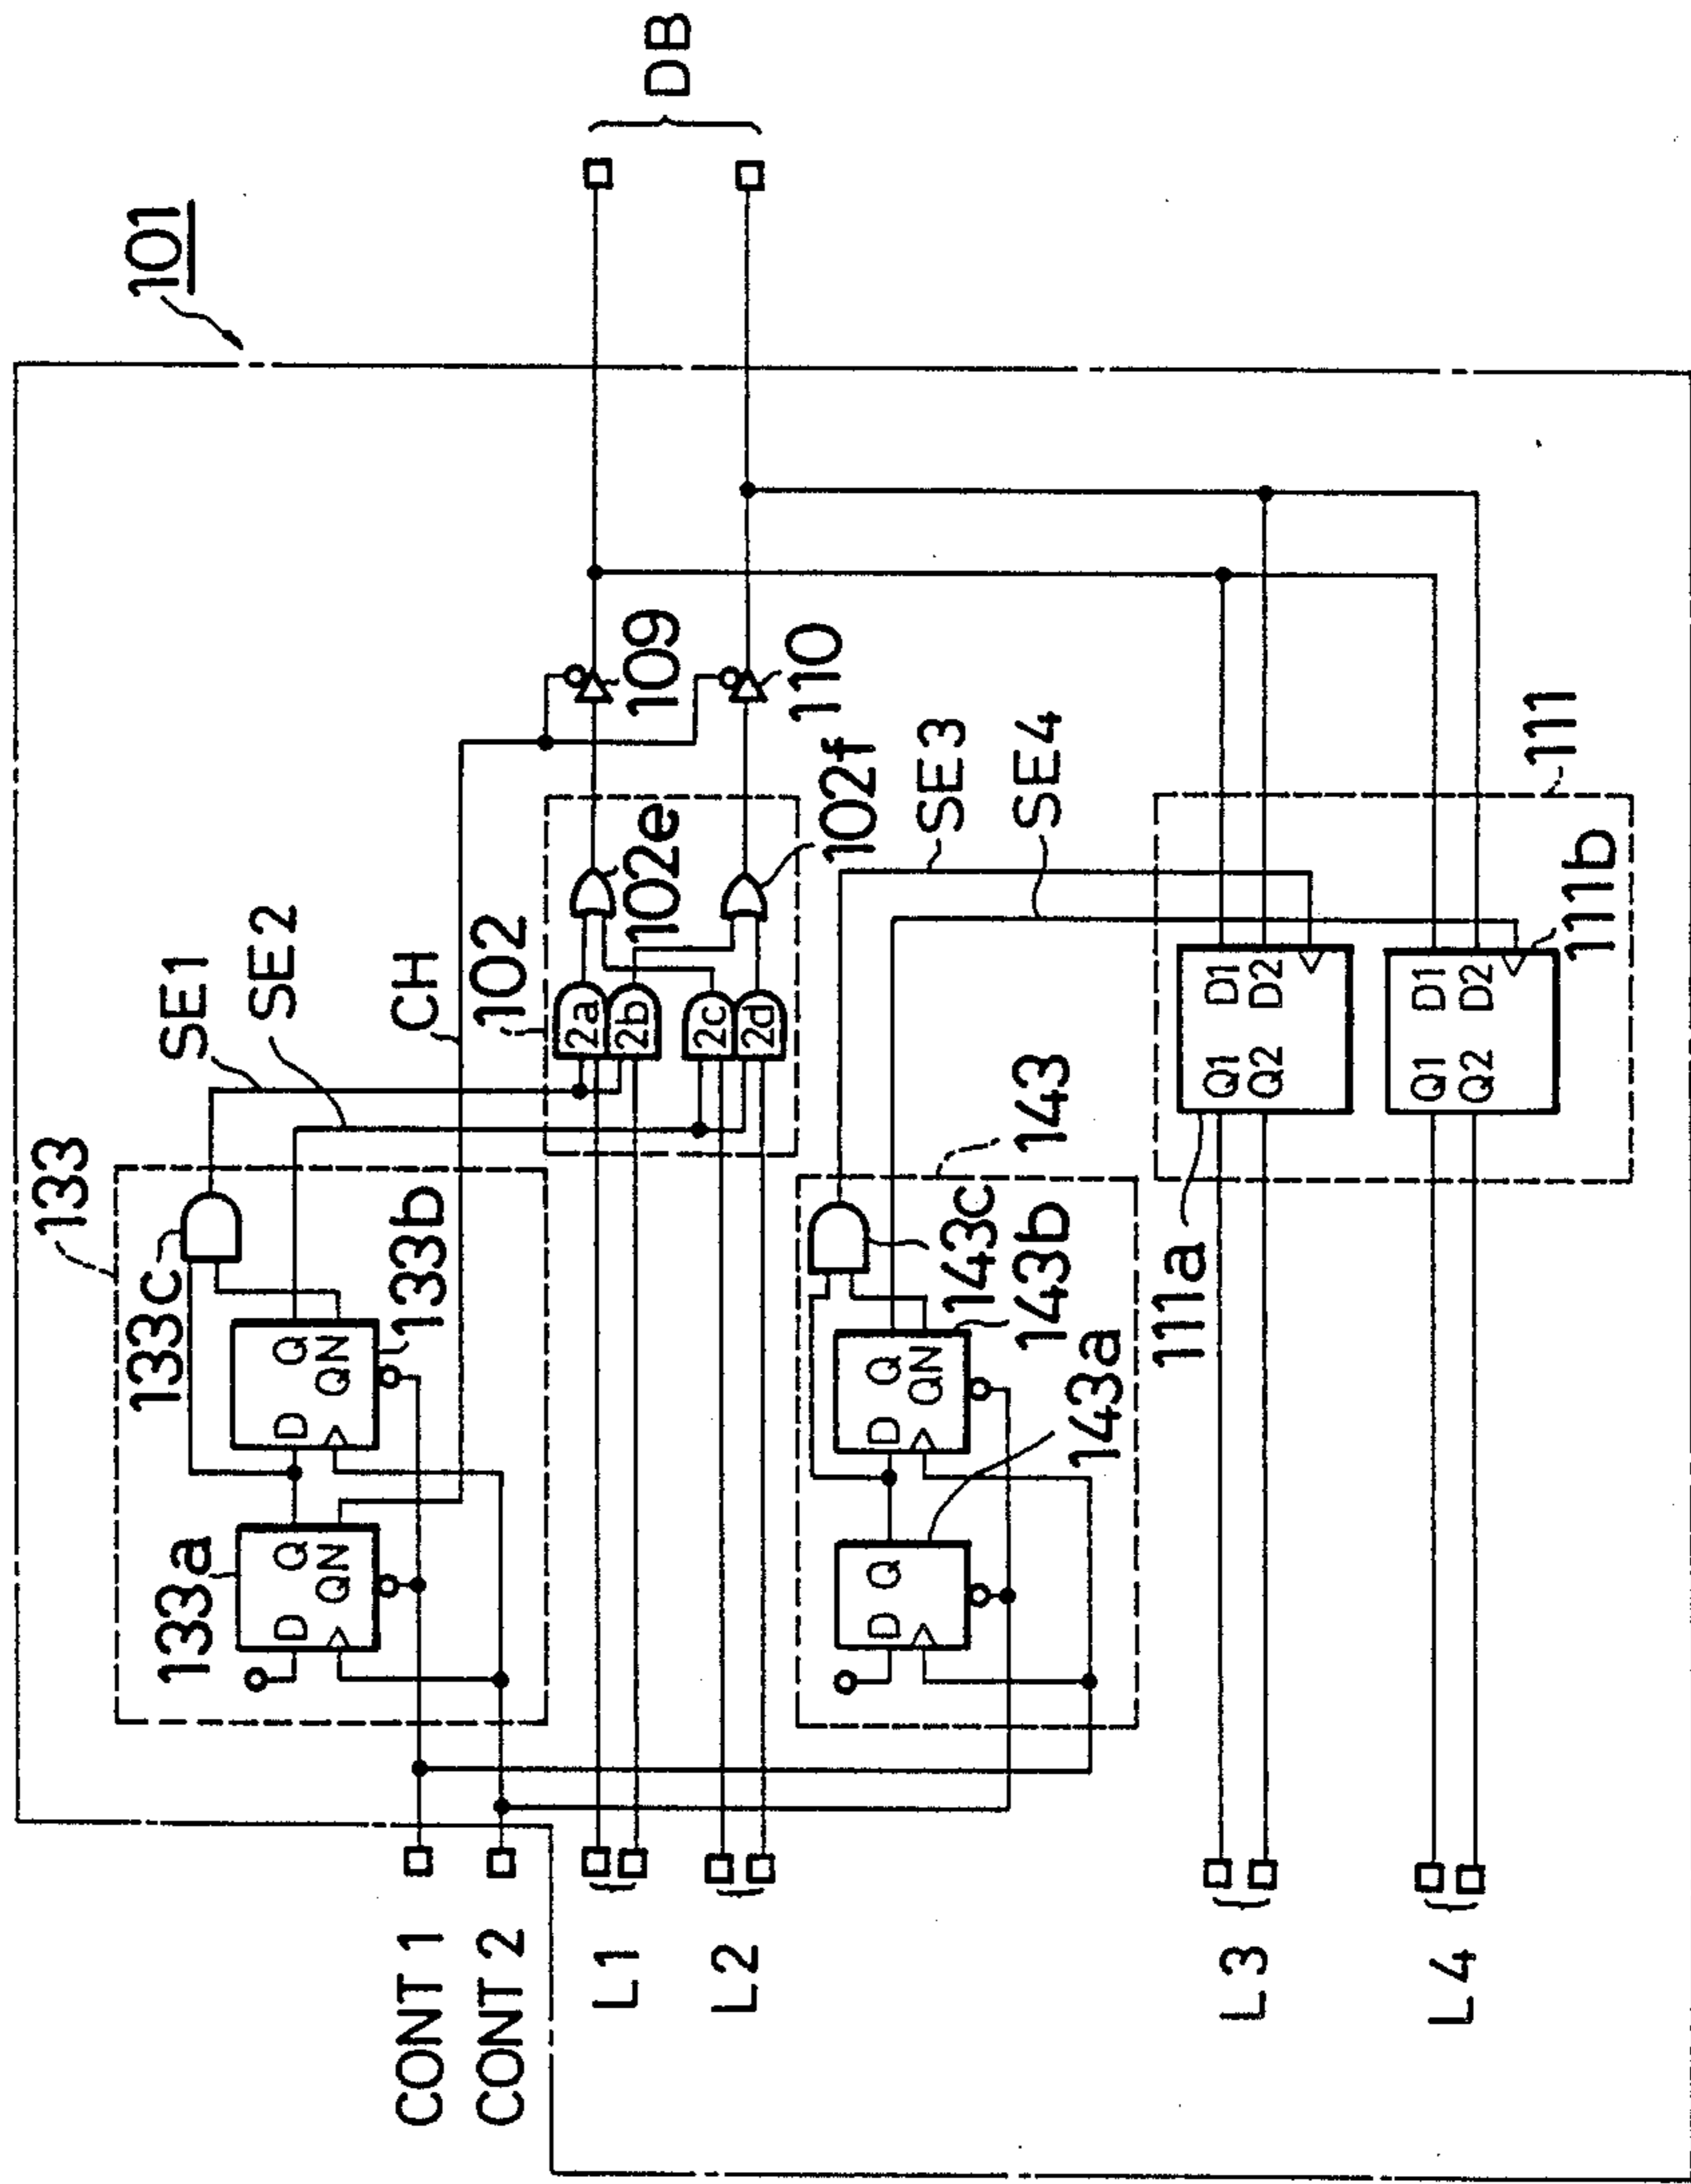 101
133
133a
D Q
QN
D Q
QN
133b
133c
SE1
SE2
CH
CONT 1
CONT 2
L1
L2
102
2a
2b
2c
2d
102e
102f
109
110
DB
143
D Q
D Q
QN
143a
143b
143c
SE3
SE4
111
111a
Q1 D1
Q2 D2
Q1 D1
Q2 D2
111b
L3
L4